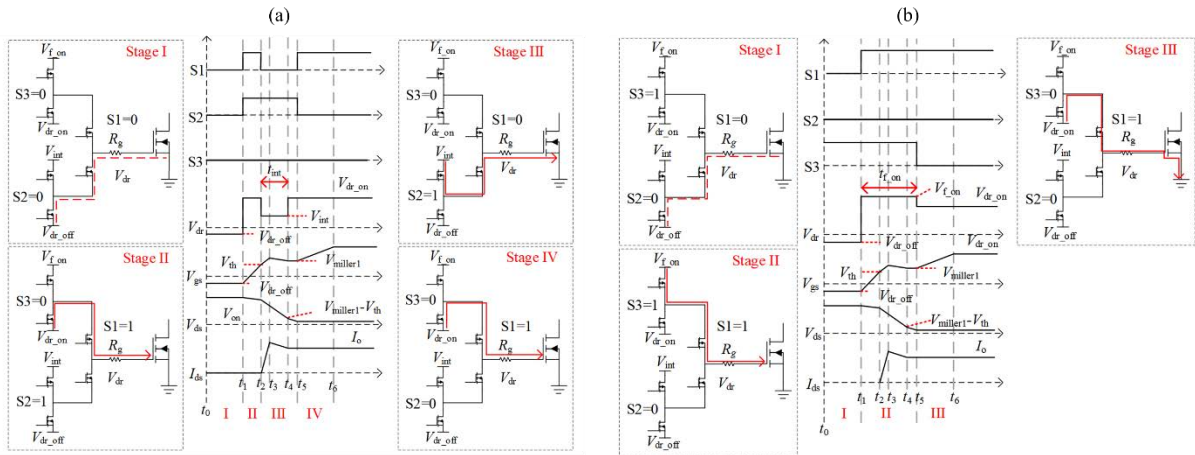 (a)
Stage I
V_f_on
S3=0
V_dr_on
S1=0
V_int
R_g
V_dr
S2=0
V_dr_off
Stage II
V_f_on
S3=0
V_dr_on
S1=1
V_int
R_g
V_dr
S2=1
V_dr_off
S1
S2
S3
t_int
V_dr_on
V_int
V_dr
V_dr_off
V_th
V_miller1
V_gs
V_dr_off
V_on
V_miller1-V_th
V_ds
I_o
I_ds
t_0
t_1 t_2 t_3 t_4 t_5 t_6
I II III IV
Stage III
V_f_on
S3=0
V_dr_on
S1=0
V_int
R_g
V_dr
S2=1
V_dr_off
Stage IV
V_f_on
S3=0
V_dr_on
S1=1
V_int
R_g
V_dr
S2=0
V_dr_off
(b)
Stage I
V_f_on
S3=1
V_dr_on
S1=0
V_int
R_g
V_dr
S2=0
V_dr_off
Stage II
V_f_on
S3=1
V_dr_on
S1=1
V_int
R_g
V_dr
S2=0
V_dr_off
S1
S2
S3
t_f_on
V_f_on
V_dr_on
V_dr
V_dr_off
V_dr_on
V_th
V_miller1
V_gs
V_dr_off
V_miller1-V_th
V_ds
I_o
I_ds
t_0
t_1 t_2 t_3 t_4 t_5 t_6
I II III
Stage III
V_f_on
S3=0
V_dr_on
S1=1
V_int
R_g
V_dr
S2=0
V_dr_off